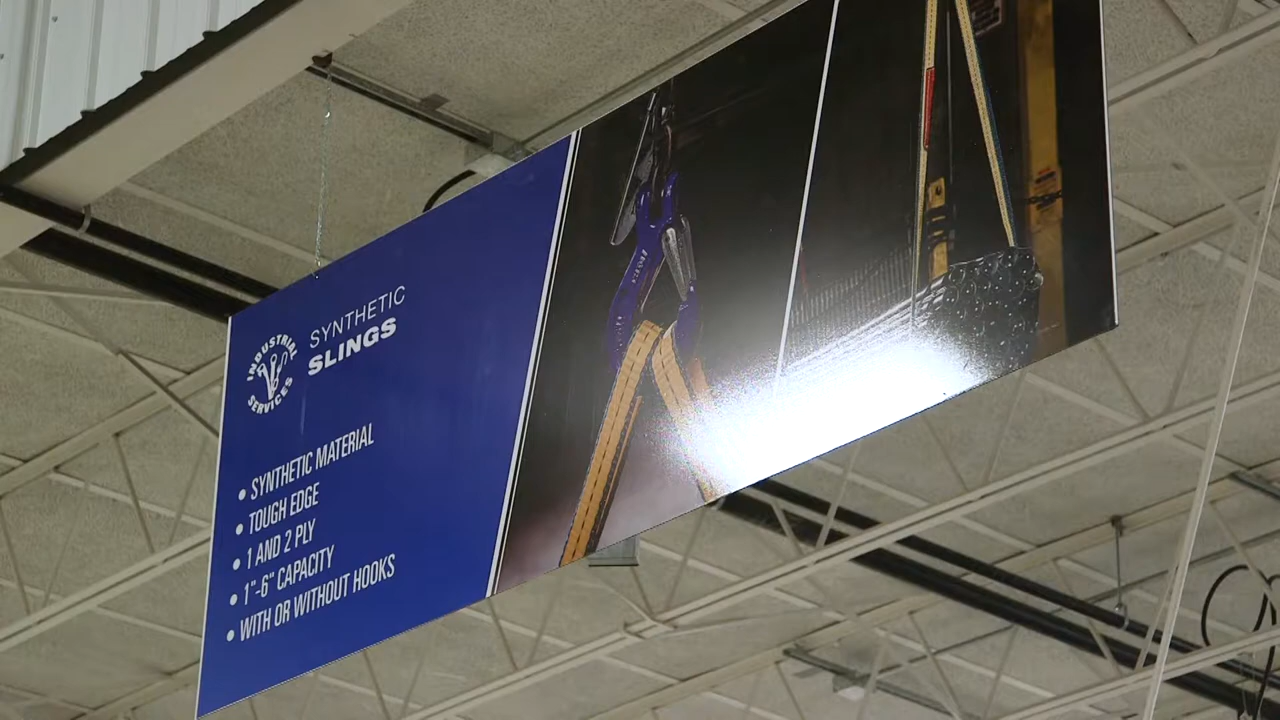 INDUSTRIAL
SERVICES
SYNTHETIC
SLINGS
• SYNTHETIC MATERIAL
• TOUGH EDGE
• 1 AND 2 PLY
• 1"-6" CAPACITY
• WITH OR WITHOUT HOOKS